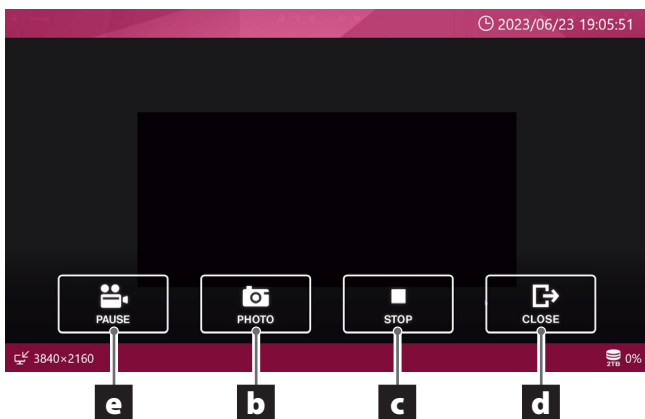 2023/06/23 19:05:51
PAUSE
PHOTO
STOP
CLOSE
3840×2160
2TB 0%
e
b
c
d